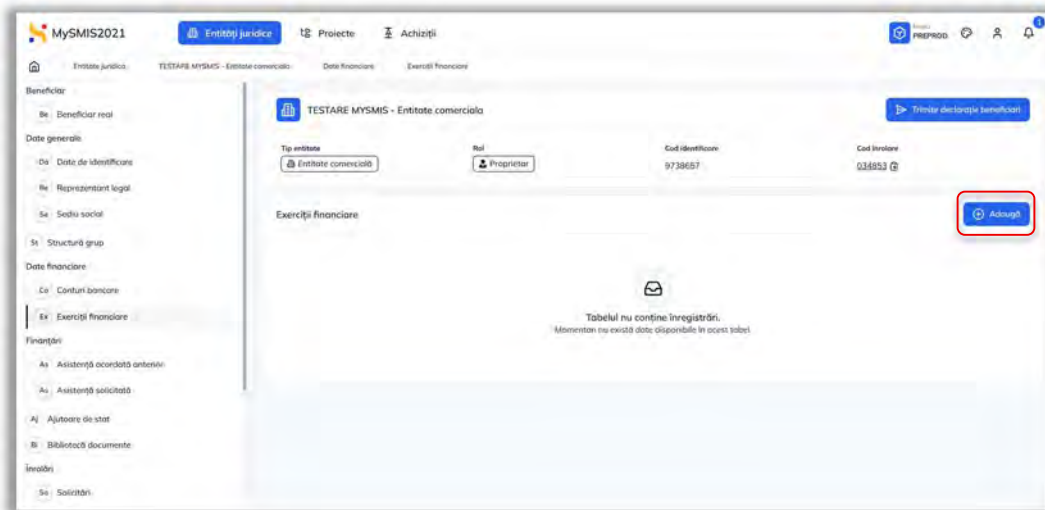 MySMIS2021
Entități juridice
Proiecte
Achiziții
PREPROD
1
Entitate juridica
TESTARE MYSMIS - Entitate comerciala
Date financiare
Exercitii financiare
Beneficiar
Be Beneficiar real
Date generale
Da Date de identificare
Re Reprezentant legal
Se Sediu social
St Structură grup
Date financiare
Co Conturi bancare
Ex Exerciții financiare
Finanțări
As Asistență acordată anterior
As Asistență solicitată
Aj Ajutoare de stat
Bi Bibliotecă documente
Înrolări
So Solicitări
TESTARE MYSMIS - Entitate comerciala
Trimite declarație beneficiari
Tip entitate
Entitate comercială
Rol
Proprietar
Cod identificare
9738657
Cod înrolare
034853
Exerciții financiare
Adaugă
Tabelul nu conține înregistrări.
Momentan nu există date disponibile în acest tabel